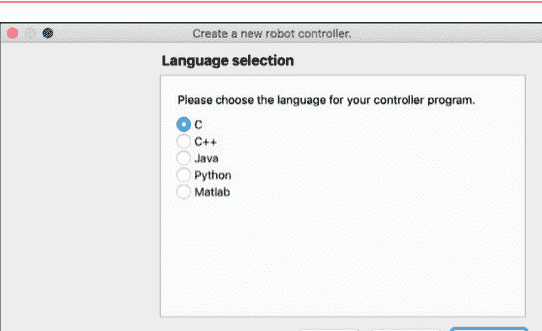 Create a new robot controller.
Language selection
Please choose the language for your controller program.
C
C++
Java
Python
Matlab